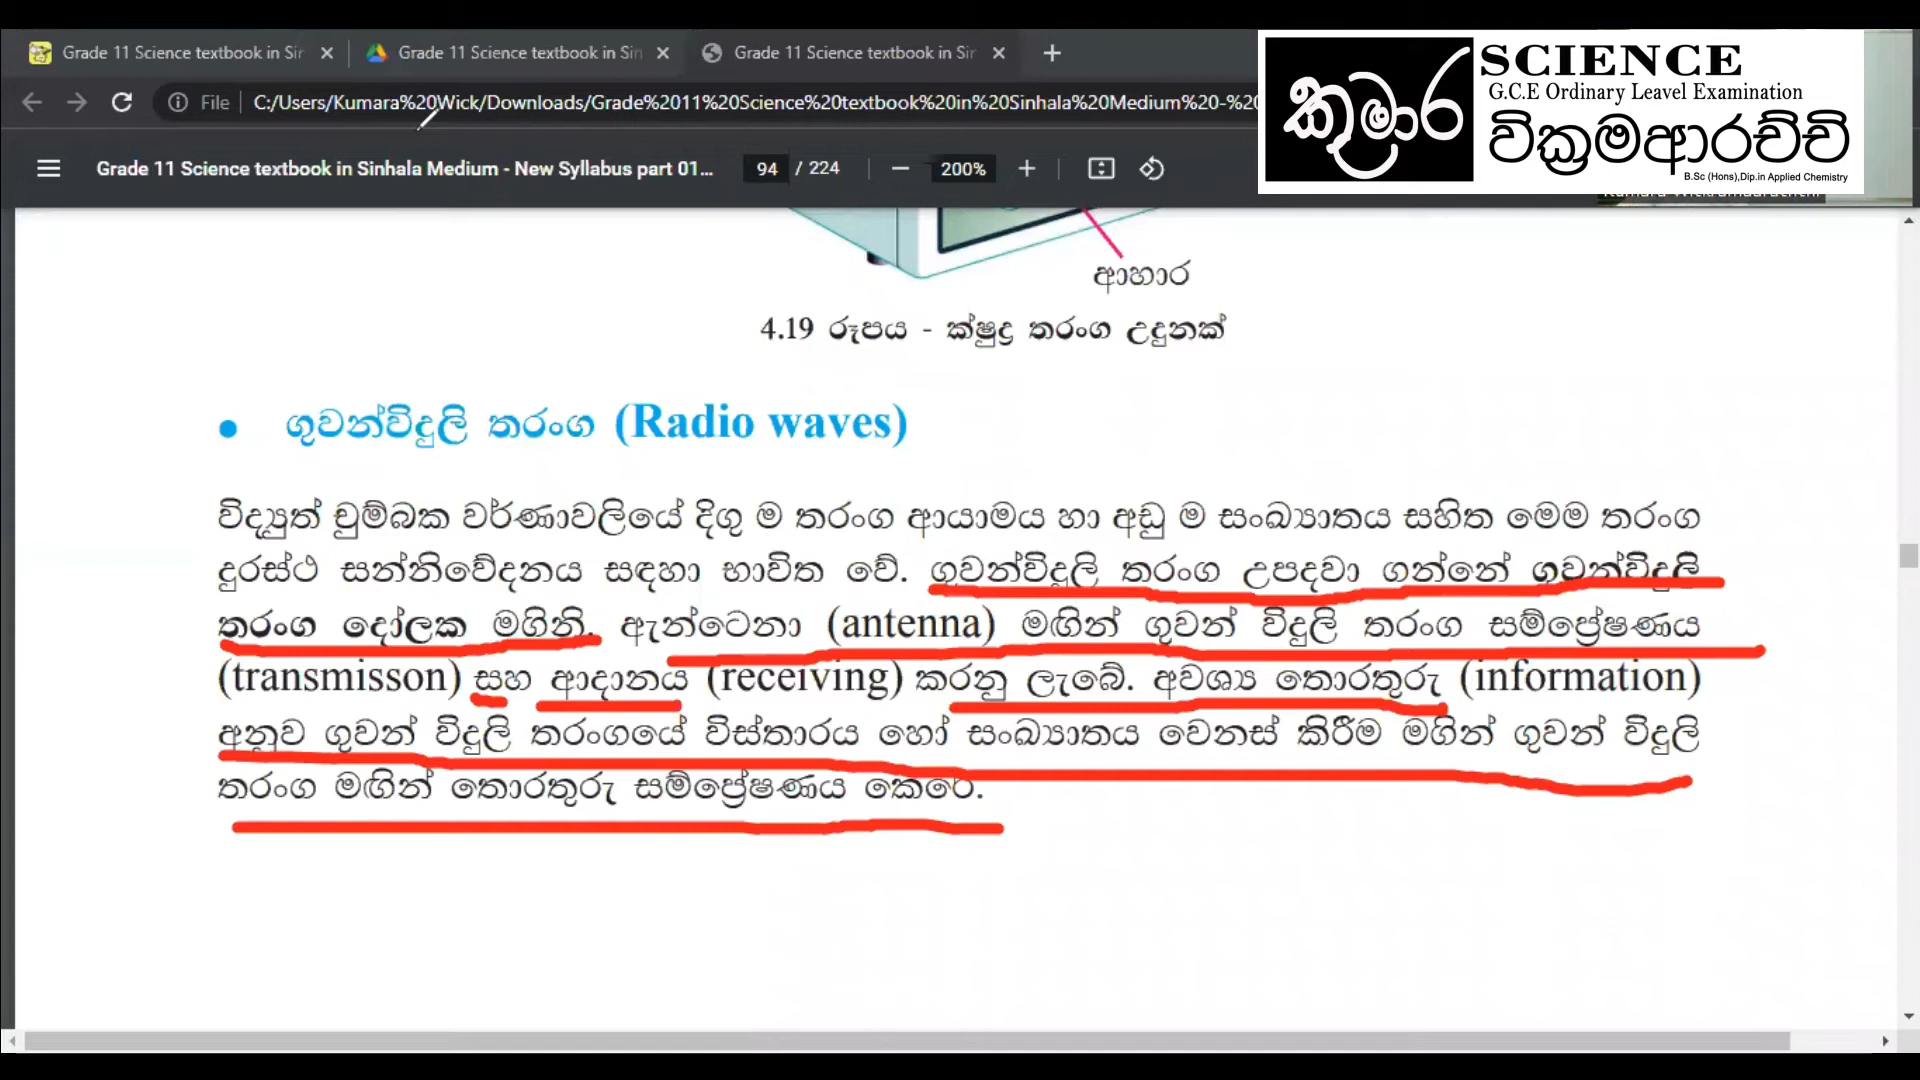 Grade 11 Science textbook in Sin
Grade 11 Science textbook in Sin
Grade 11 Science textbook in Sin
File
C:/Users/Kumara%20Wick/Downloads/Grade%2011%20Science%20textbook%20in%20Sinhala%20Medium%20-%20
කුමාර
SCIENCE
G.C.E Ordinary Leavel Examination
වික්‍රමආරච්චි
B.Sc (Hons),Dip.in Applied Chemistry
Grade 11 Science textbook in Sinhala Medium - New Syllabus part 01...
94 / 224
200%
ආහාර
4.19 රූපය - ක්ෂුද්‍ර තරංග උදුනක්
• ගුවන්විදුලි තරංග (Radio waves)
විද්‍යුත් චුම්බක වර්ණාවලියේ දිගු ම තරංග ආයාමය හා අඩු ම සංඛ්‍යාතය සහිත මෙම තරංග
දුරස්ථ සන්නිවේදනය සඳහා භාවිත වේ. ගුවන්විදුලි තරංග උපදවා ගන්නේ ගුවන්විදුලි
තරංග දෝලක මගිනි. ඇන්ටෙනා (antenna) මඟින් ගුවන් විදුලි තරංග සම්ප්‍රේෂණය
(transmisson) සහ ආදානය (receiving) කරනු ලැබේ. අවශ්‍ය තොරතුරු (information)
අනුව ගුවන් විදුලි තරංගයේ විස්තාරය හෝ සංඛ්‍යාතය වෙනස් කිරීම මගින් ගුවන් විදුලි
තරංග මඟින් තොරතුරු සම්ප්‍රේෂණය කෙරේ.